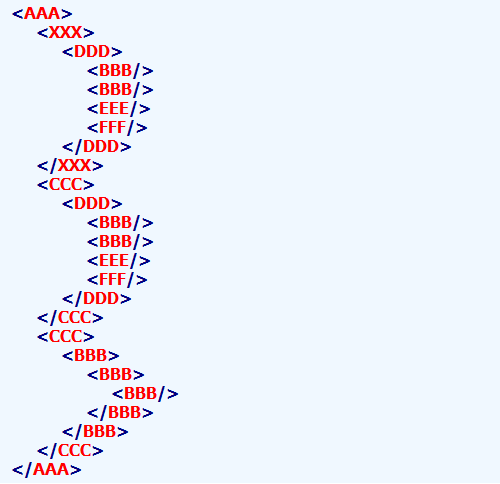 <AAA>
<XXX>
<DDD>
<BBB/>
<BBB/>
<EEE/>
<FFF/>
</DDD>
</XXX>
<CCC>
<DDD>
<BBB/>
<BBB/>
<EEE/>
<FFF/>
</DDD>
</CCC>
<CCC>
<BBB>
<BBB>
<BBB/>
</BBB>
</BBB>
</CCC>
</AAA>